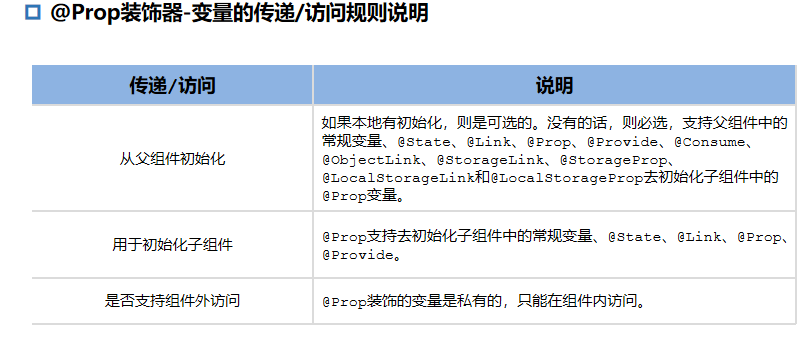 @Prop装饰器-变量的传递/访问规则说明
传递/访问
说明
从父组件初始化
如果本地有初始化，则是可选的。没有的话，则必选，支持父组件中的
常规变量、@State、@Link、@Prop、@Provide、@Consume、
@ObjectLink、@StorageLink、@StorageProp、
@LocalStorageLink和@LocalStorageProp去初始化子组件中的
@Prop变量。
用于初始化子组件
@Prop支持去初始化子组件中的常规变量、@State、@Link、@Prop、
@Provide。
是否支持组件外访问
@Prop装饰的变量是私有的，只能在组件内访问。